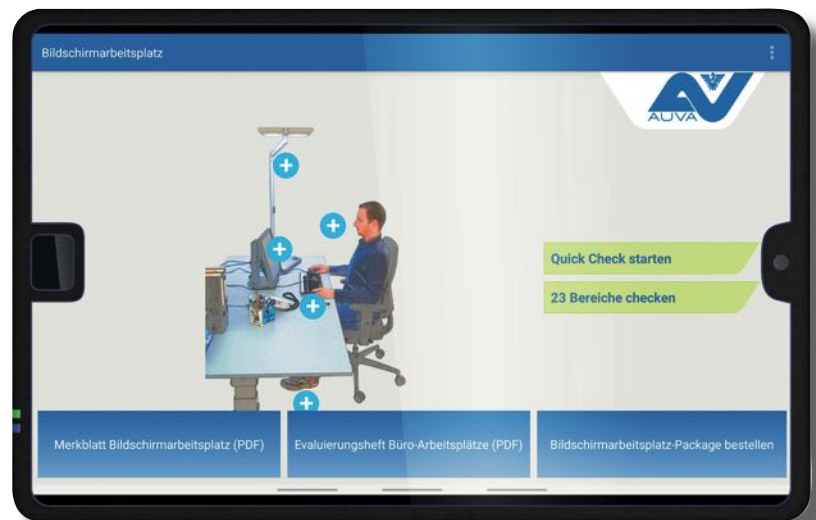 Bildschirmarbeitsplatz
AUVA
Quick Check starten
23 Bereiche checken
Merkblatt Bildschirmarbeitsplatz (PDF)
Evaluierungsheft Büro-Arbeitsplätze (PDF)
Bildschirmarbeitsplatz-Package bestellen